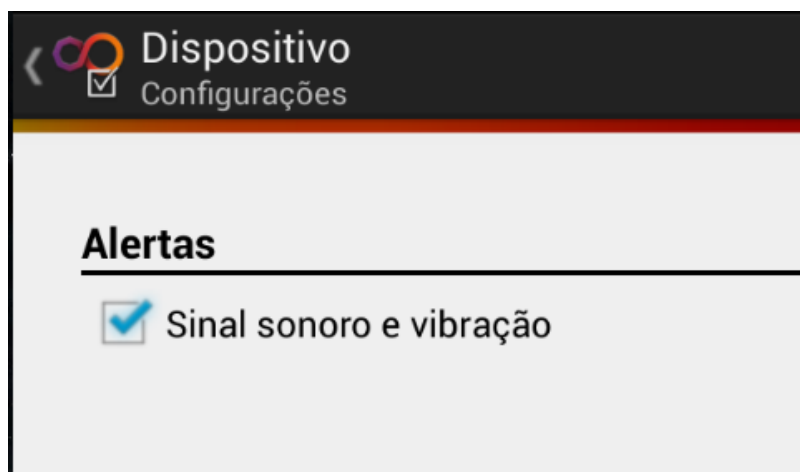 Dispositivo
Configurações
Alertas
Sinal sonoro e vibração